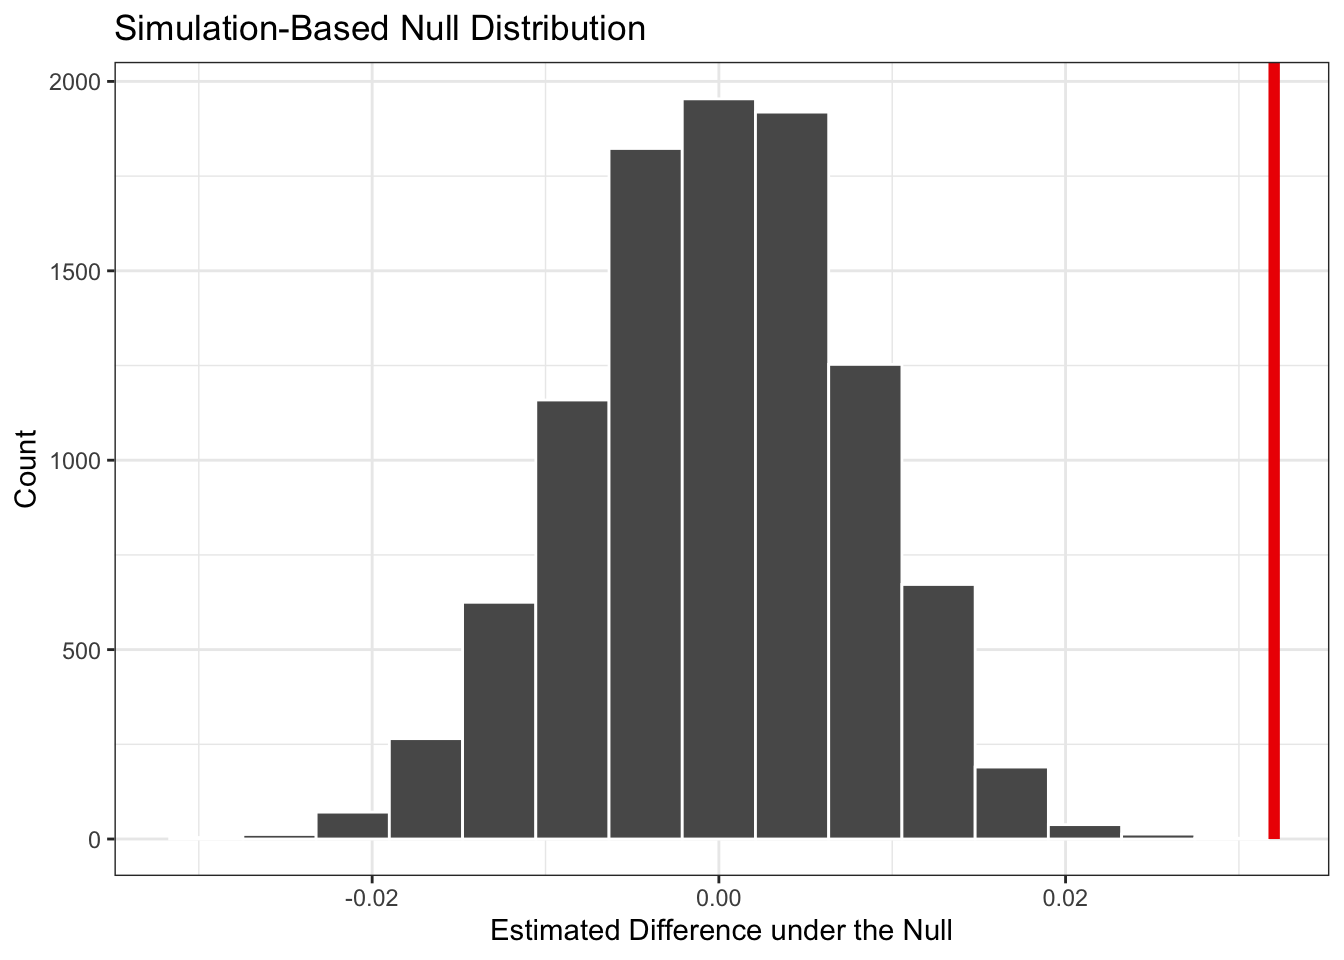 Simulation-Based Null Distribution
2000
1500
1000
500
0
Count
-0.02
0.00
0.02
Estimated Difference under the Null